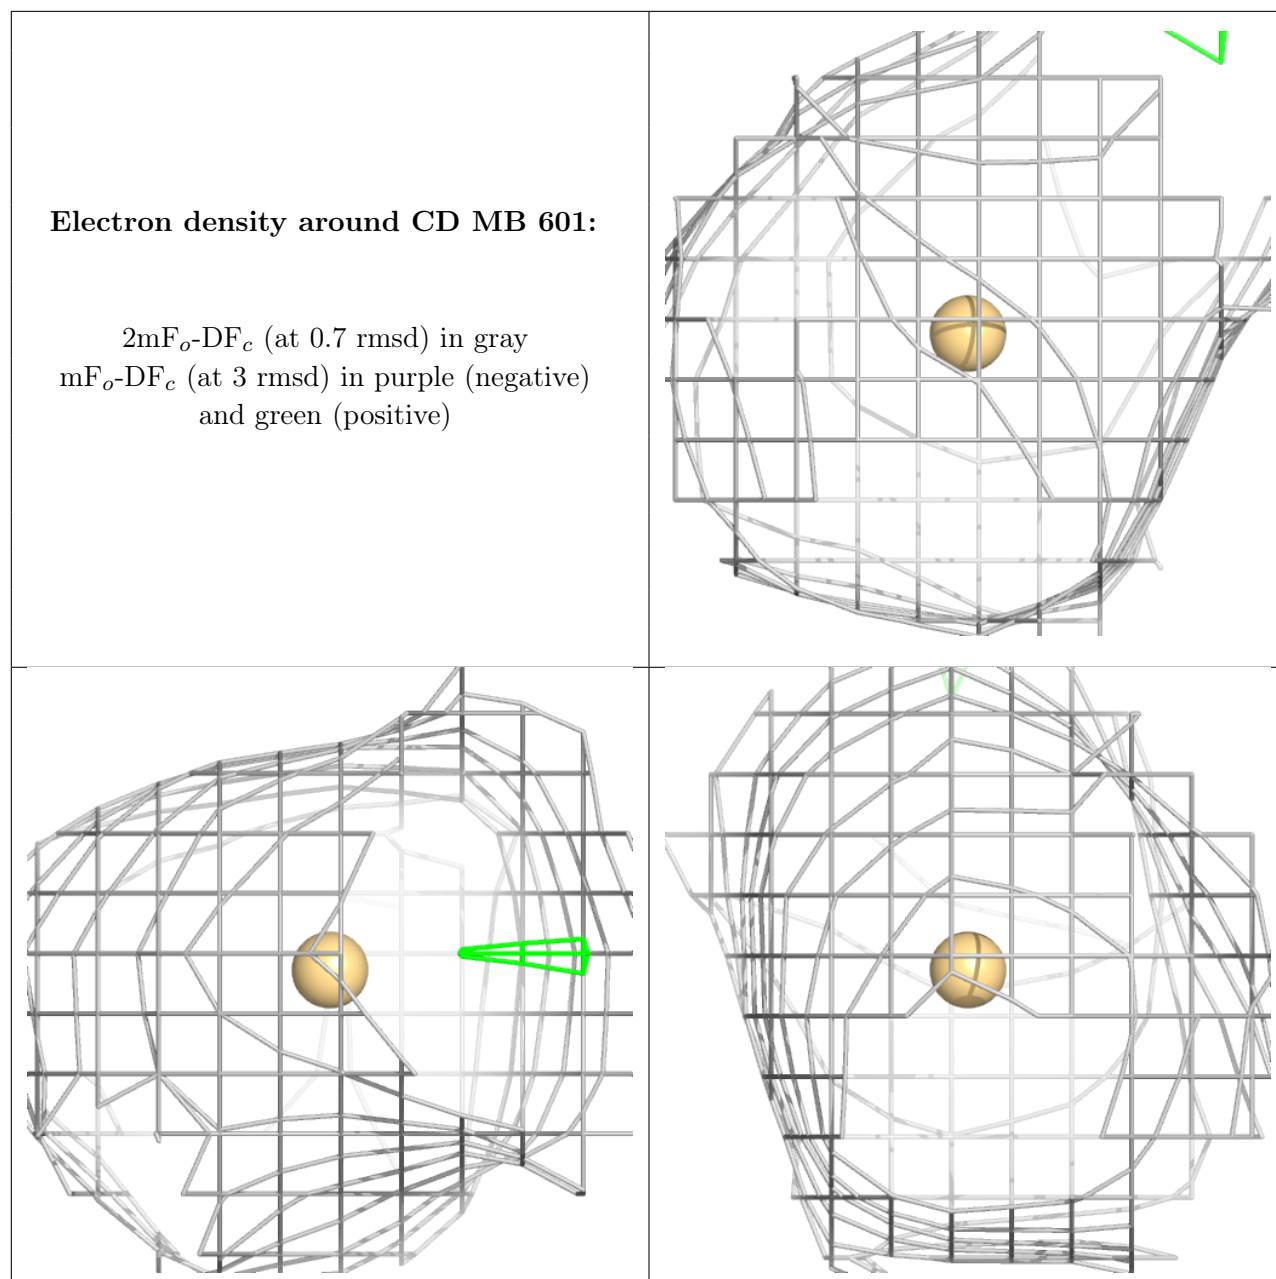 Electron density around CD MB 601:
2mFo-DFc (at 0.7 rmsd) in gray
mFo-DFc (at 3 rmsd) in purple (negative)
and green (positive)